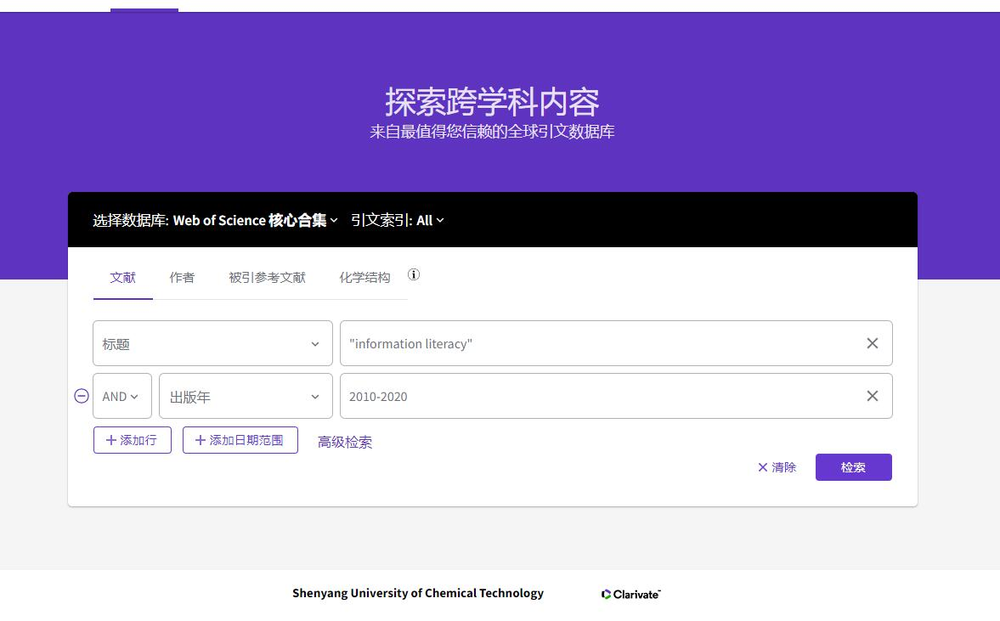 探索跨学科内容
来自最值得您信赖的全球引文数据库
选择数据库: Web of Science 核心合集 引文索引: All
文献 作者 被引参考文献 化学结构
标题 "information literacy"
AND 出版年 2010-2020
添加行 添加日期范围 高级检索
清除 检索
Shenyang University of Chemical Technology Clarivate™